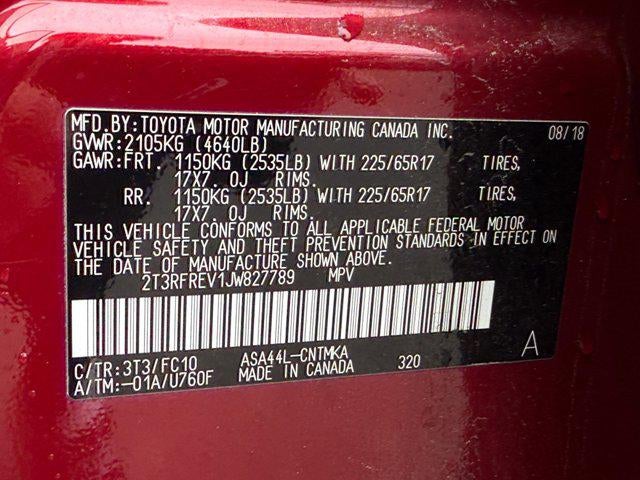 MFD.BY:TOYOTA MOTOR MANUFACTURING CANADA INC. 08/18
GVWR:2105KG (4640LB)
GAWR:FRT. 1150KG (2535LB) WITH 225/65R17 TIRES,
17X7. 0J RIMS.
RR. 1150KG (2535LB) WITH 225/65R17 TIRES,
17X7. 0J RIMS.
THIS VEHICLE CONFORMS TO ALL APPLICABLE FEDERAL MOTOR
VEHICLE SAFETY AND THEFT PREVENTION STANDARDS IN EFFECT ON
THE DATE OF MANUFACTURE SHOWN ABOVE.
2T3RFREV1JW827789 MPV
C/TR:3T3/FC10 ASA44L-CNTMKA 320 A
A/TM:-01A/U760F MADE IN CANADA